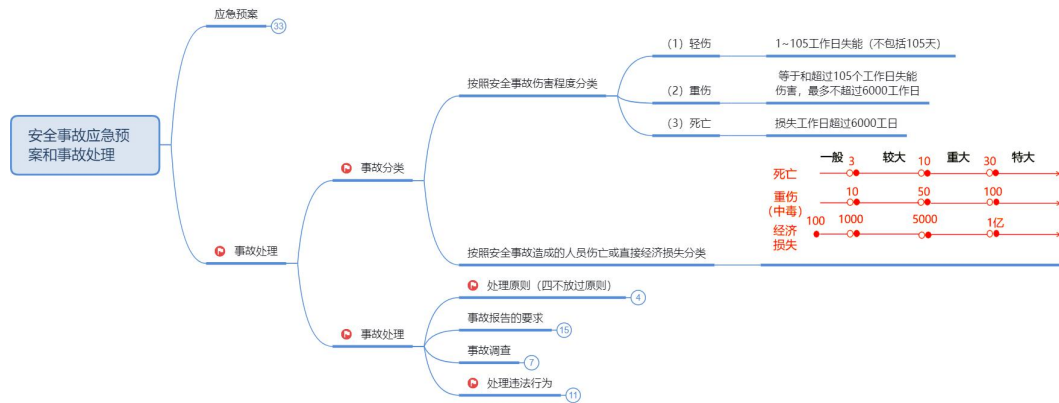 应急预案
33
安全事故应急预
案和事故处理
事故处理
事故分类
按照安全事故伤害程度分类
（1）轻伤
1~105工作日失能（不包括105天）
（2）重伤
等于和超过105个工作日失能
伤害，最多不超过6000工作日
（3）死亡
损失工作日超过6000工日
按照安全事故造成的人员伤亡或直接经济损失分类
一般 3 较大 10 重大 30 特大
死亡
重伤
（中毒）
10 50 100
经济
损失
100 1000 5000 1亿
事故处理
处理原则（四不放过原则）
4
事故报告的要求
15
事故调查
7
处理违法行为
11